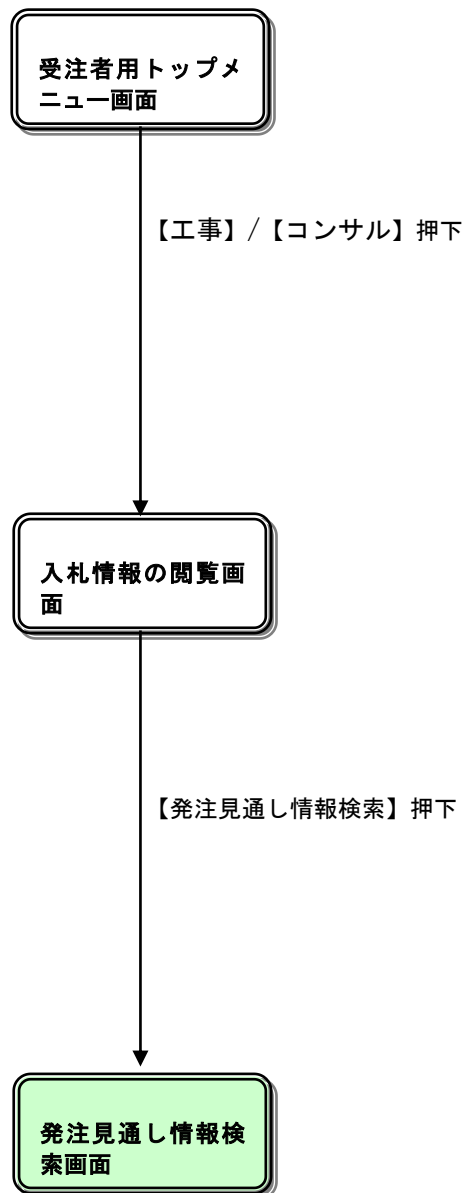 受注者用トップメ
ニュー画面
【工事】/【コンサル】押下
入札情報の閲覧画
面
【発注見通し情報検索】押下
発注見通し情報検
索画面